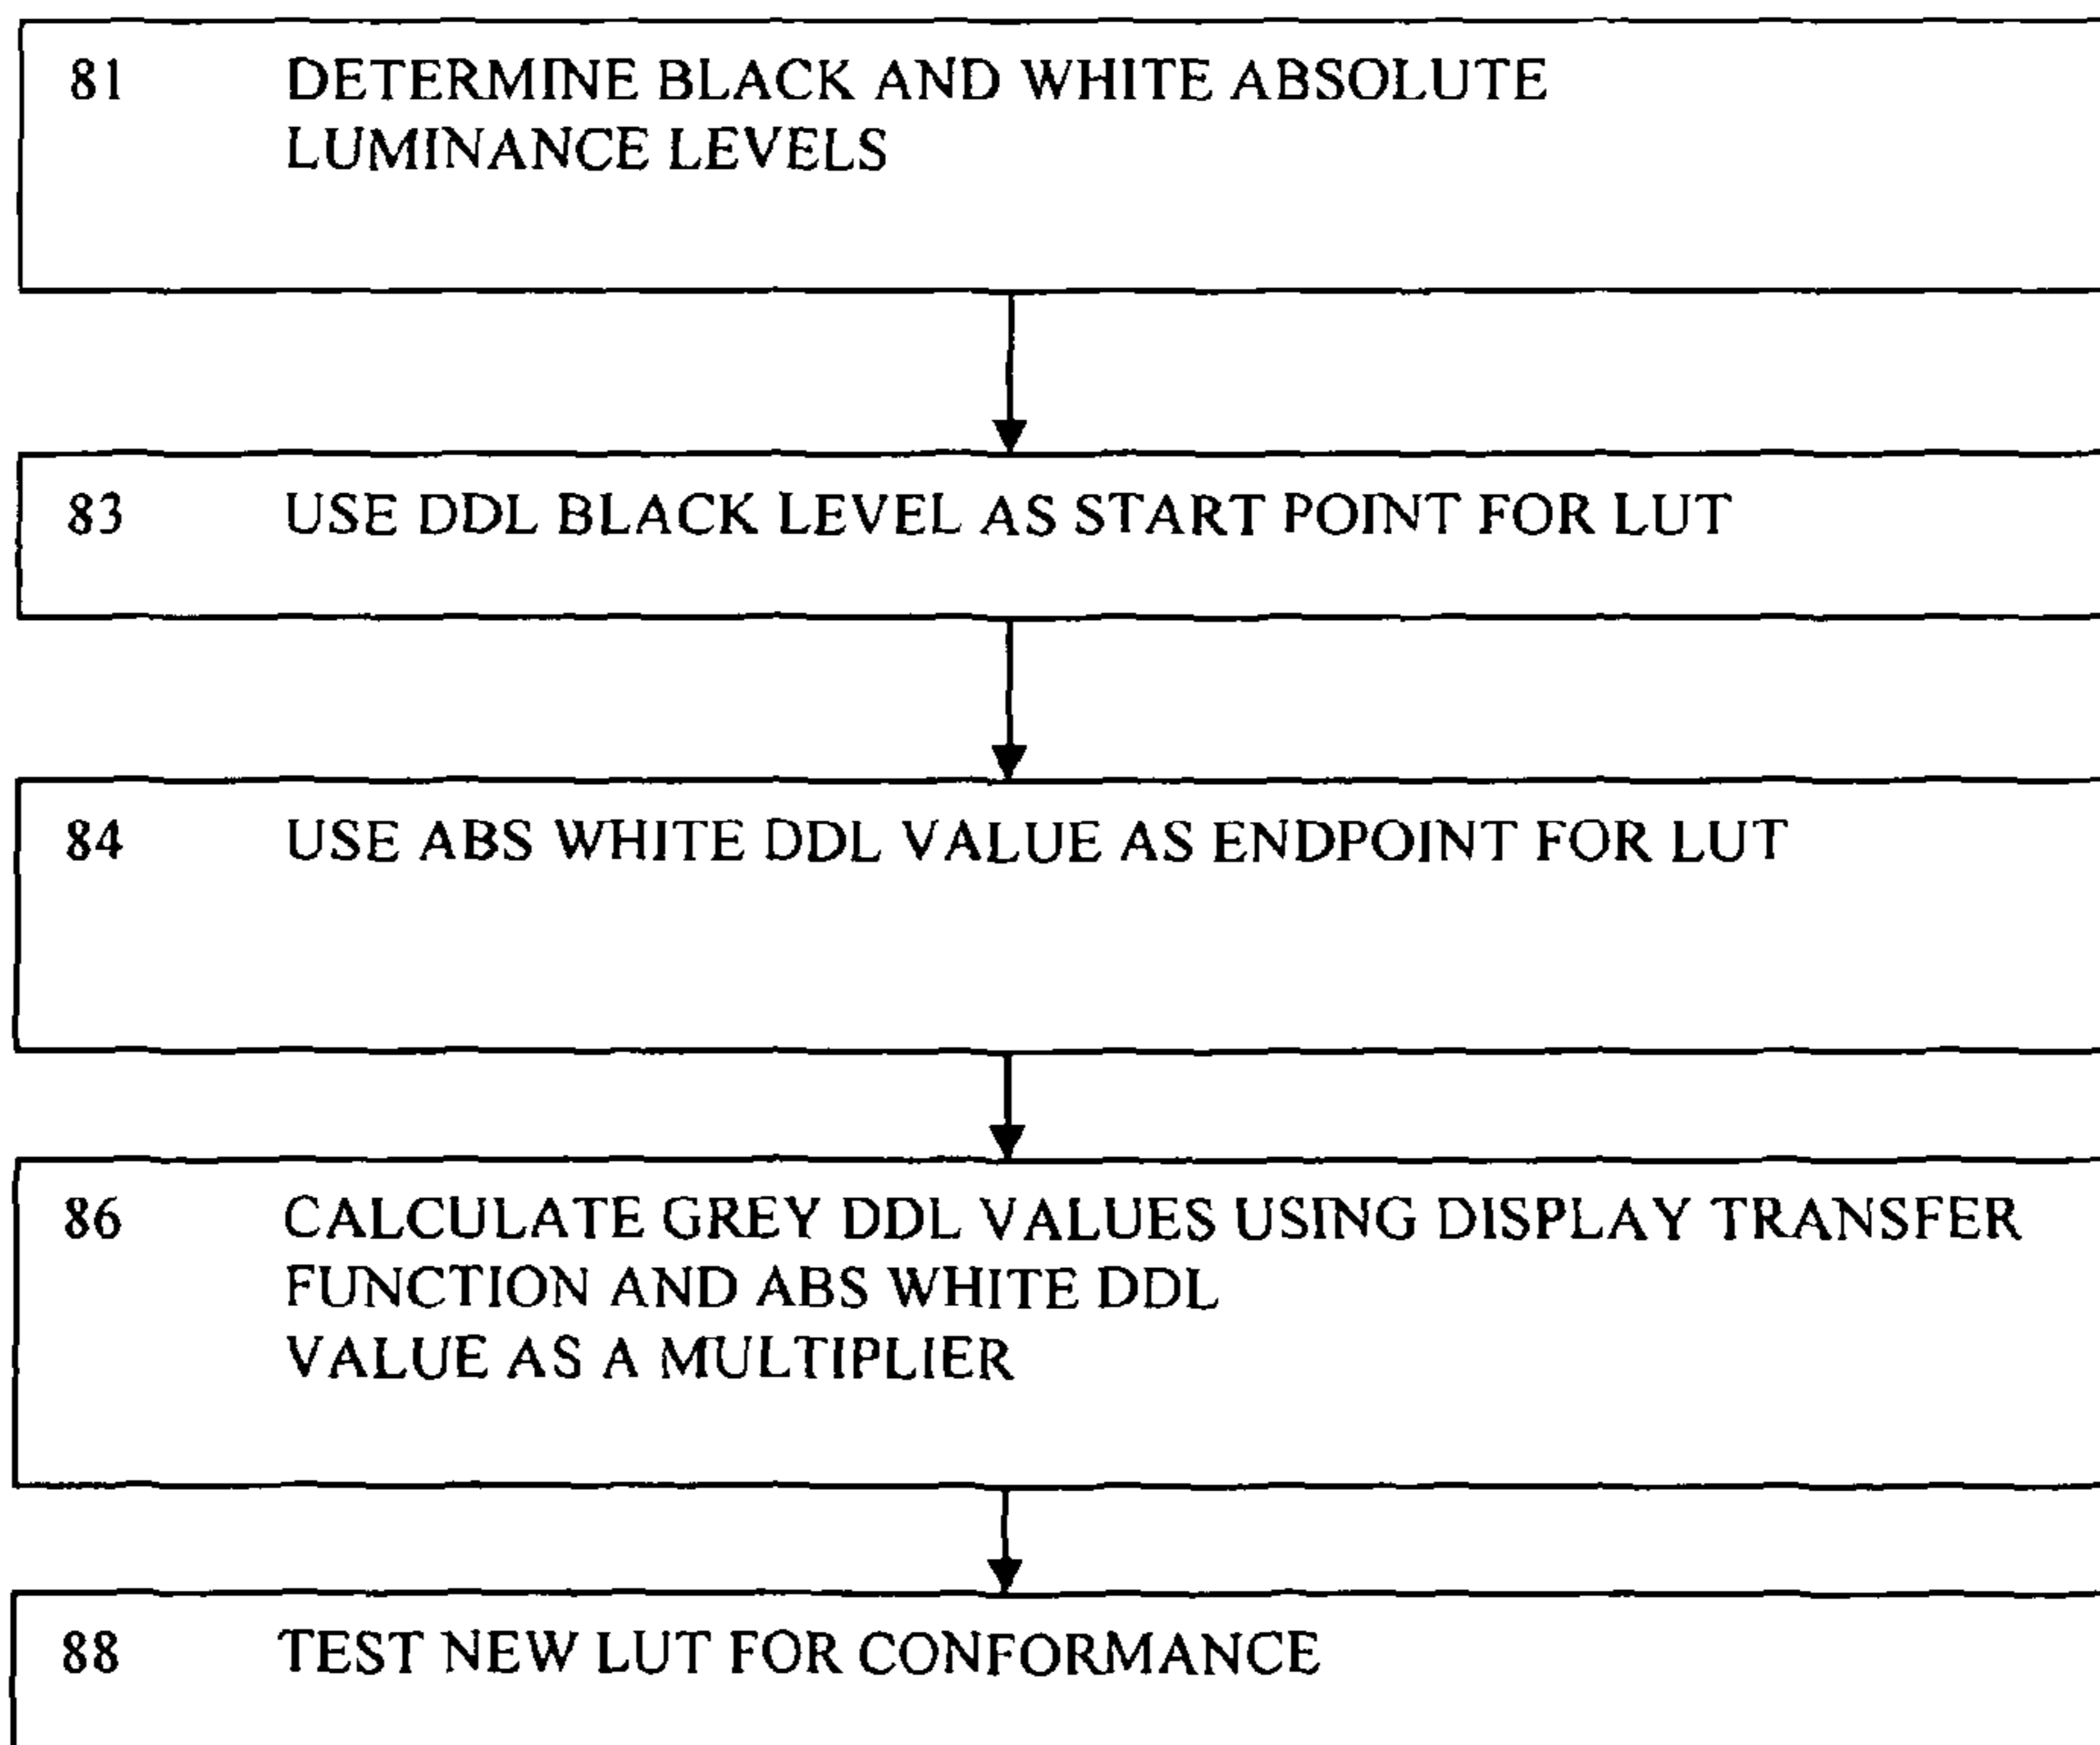 81 DETERMINE BLACK AND WHITE ABSOLUTE
LUMINANCE LEVELS
83 USE DDL BLACK LEVEL AS START POINT FOR LUT
84 USE ABS WHITE DDL VALUE AS ENDPOINT FOR LUT
86 CALCULATE GREY DDL VALUES USING DISPLAY TRANSFER
FUNCTION AND ABS WHITE DDL
VALUE AS A MULTIPLIER
88 TEST NEW LUT FOR CONFORMANCE